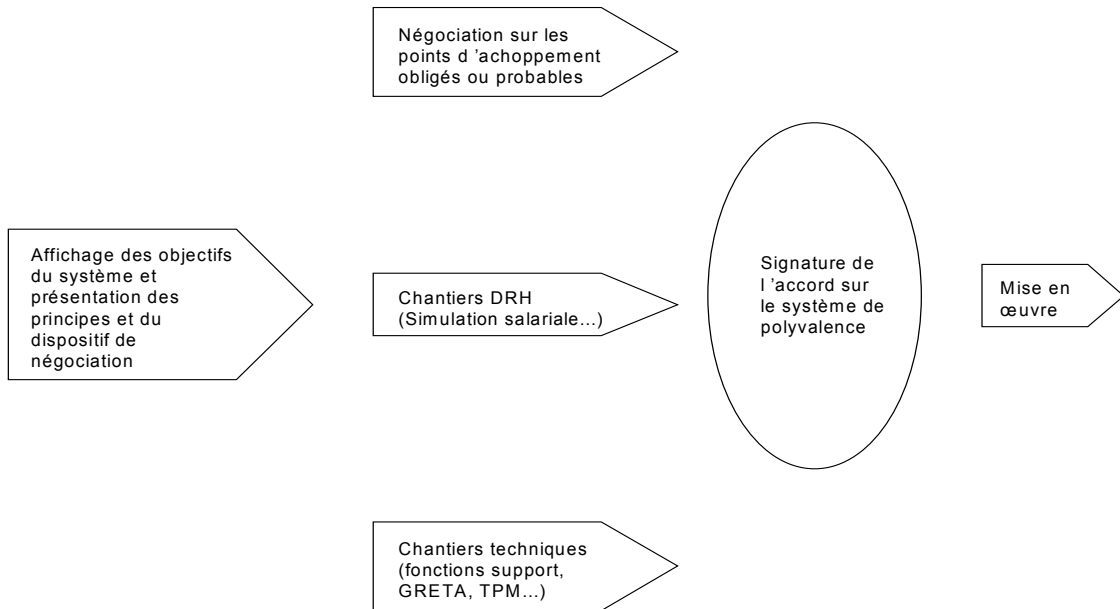 Négociation sur les
points d ’achoppement
obligés ou probables
Affichage des objectifs
du système et
présentation des
principes et du
dispositif de
négociation
Chantiers DRH
(Simulation salariale…)
Signature de
l ’accord sur
le système de
polyvalence
Mise en
œuvre
Chantiers techniques
(fonctions support,
GRETA, TPM…)